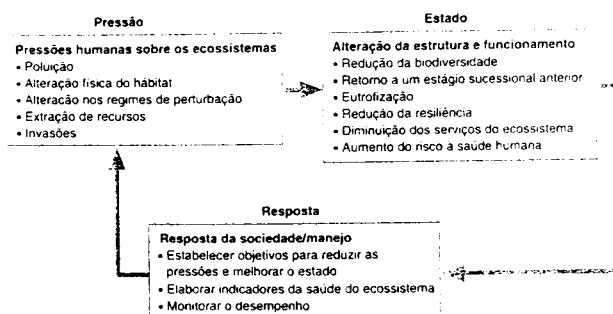 Pressão
Pressões humanas sobre os ecossistemas
• Poluição
• Alteração física do hábitat
• Alteracão nos regimes de perturbação
• Extração de recursos
• Invasões
Estado
Alteração da estrutura e funcionamento
• Redução da biodiversidade
• Retorno a um estágio sucessional anterior
• Eutrofização
• Redução da resiliência
• Diminuição dos serviços do ecossistema
• Aumento do risco à saúde humana
Resposta
Resposta da sociedade/manejo
• Estabelecer objetivos para reduzir as
pressões e melhorar o estado
• Elaborar indicadores da saúde do ecossistema
• Monitorar o desempenho